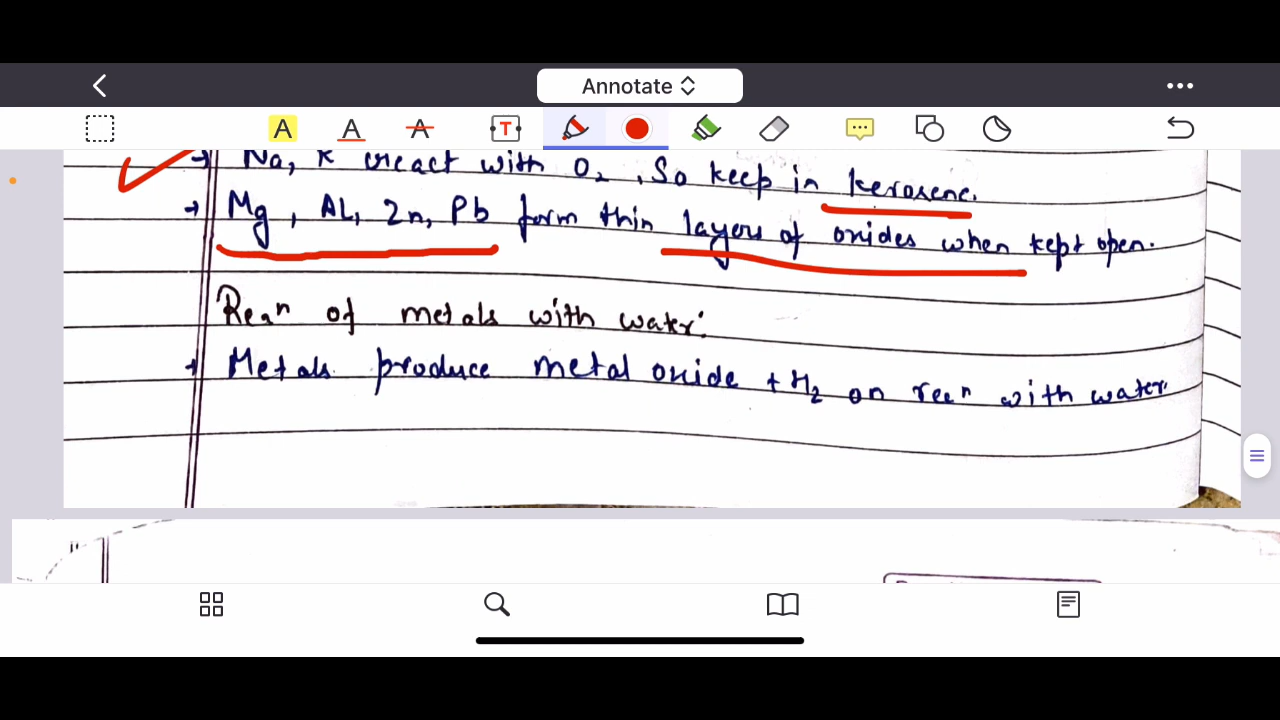 Annotate
A A A T
→ Na, K react with O₂, So keep in kerosene.
→ Mg, AL, Zn, Pb form thin layers of oxides when kept open.
Reaⁿ of metals with water:
→ Metals produce metal oxide + H₂ on reaⁿ with water.